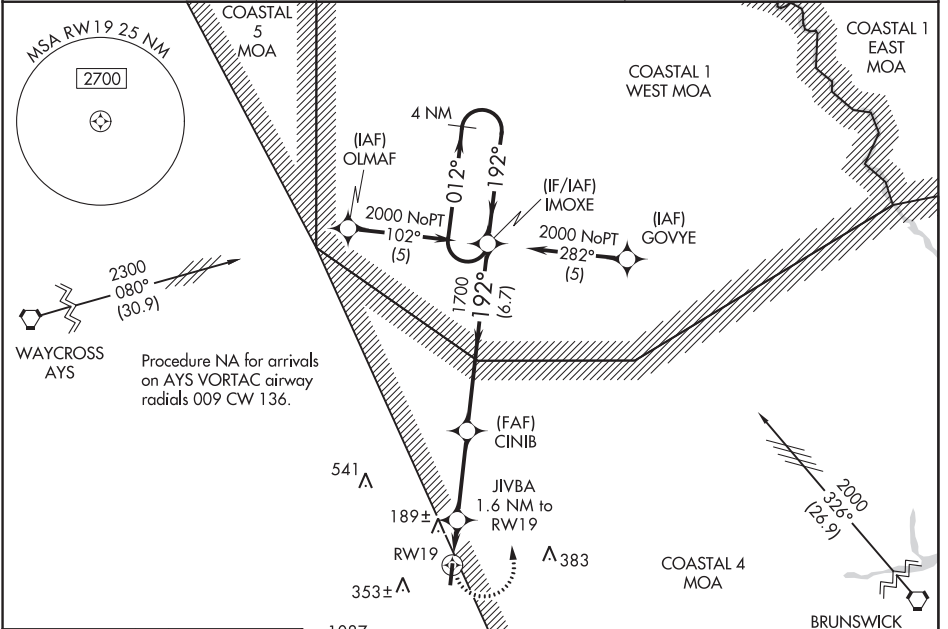 MSA RW19 25 NM
2700
COASTAL
5
MOA
COASTAL 1
EAST
MOA
COASTAL 1
WEST MOA
4 NM
(IAF)
OLMAF
012°
192°
(IF/IAF)
IMOXE
(IAF)
GOVYE
2000 NoPT
102°
(5)
2000 NoPT
282°
(5)
1700
192°
(6.7)
2300
080°
(30.9)
WAYCROSS
AYS
Procedure NA for arrivals
on AYS VORTAC airway
radials 009 CW 136.
(FAF)
CINIB
541
JIVBA
1.6 NM to
RW19
189±
RW19
383
353±
COASTAL 4
MOA
2000
326°
(26.9)
BRUNSWICK